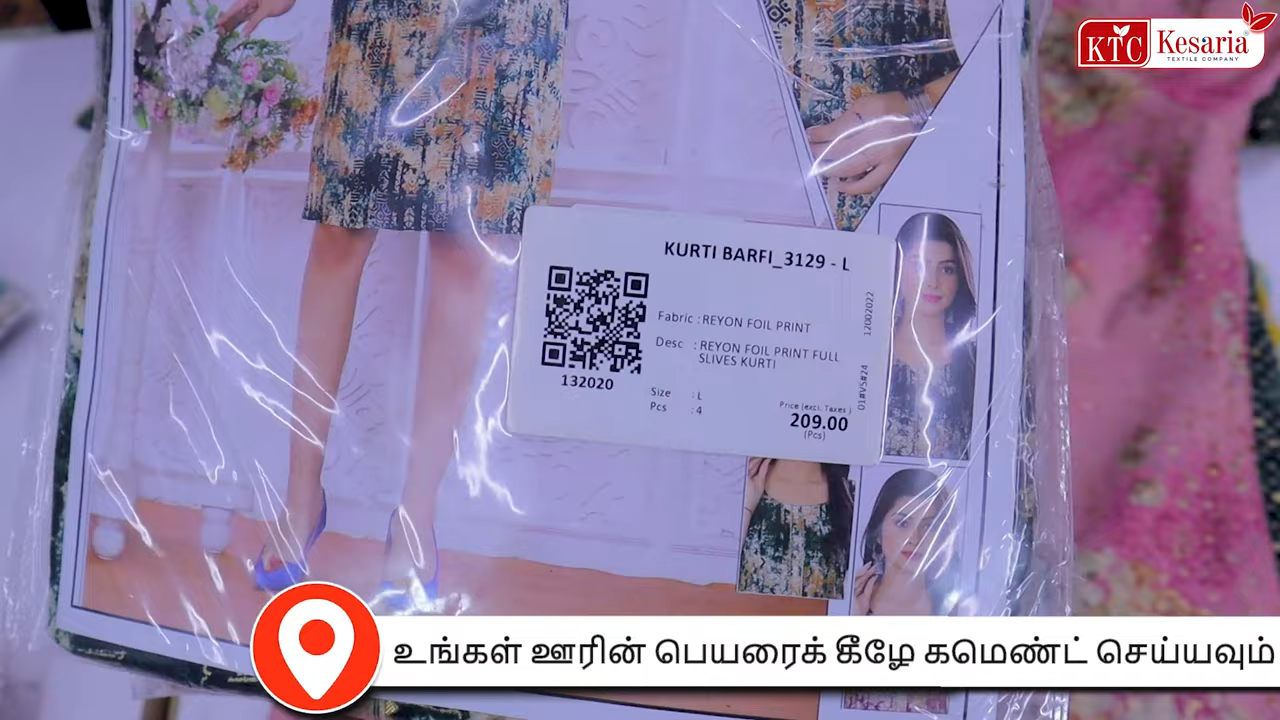 KTC Kesaria
TEXTILE COMPANY
KURTI BARFI_3129 - L
Fabric : REYON FOIL PRINT
Desc : REYON FOIL PRINT FULL
SLIVES KURTI
132020
Size : L
Pcs : 4
Price (excl. Taxes )
209.00
(Pcs)
12002022
01#VS#24
உங்கள் ஊரின் பெயரைக் கீழே கமெண்ட் செய்யவும்